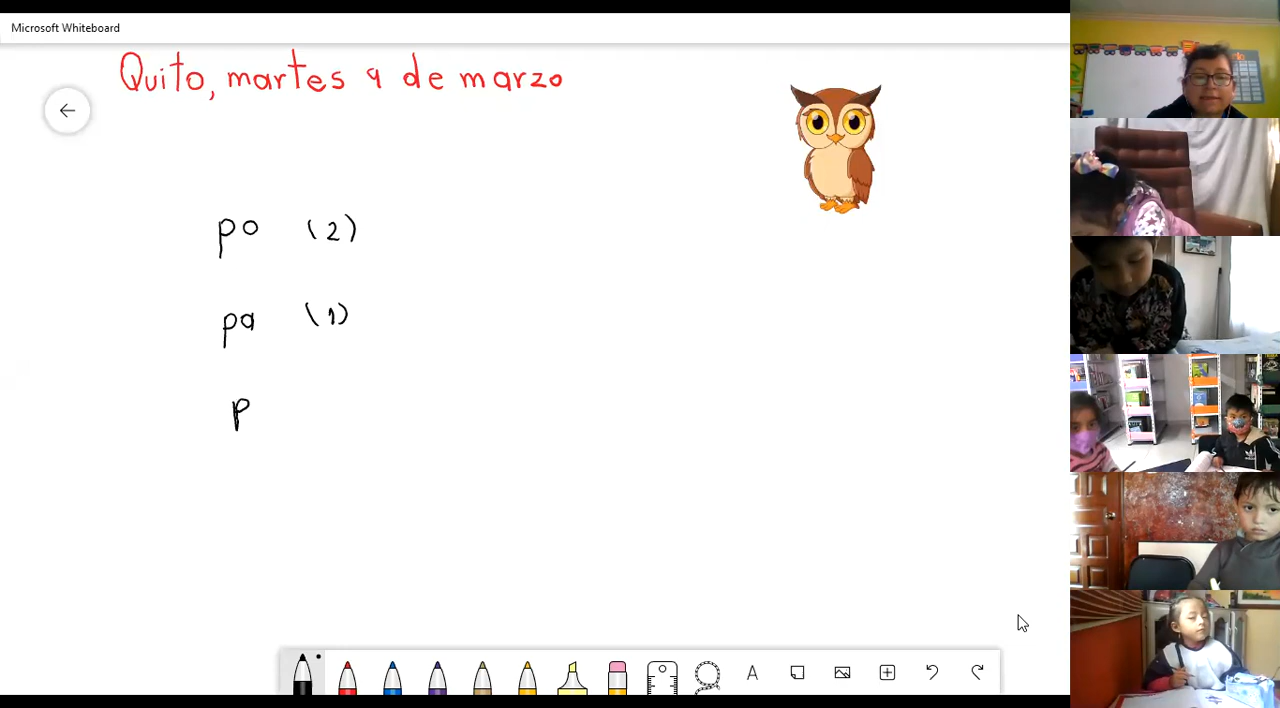 Microsoft Whiteboard
Quito, martes 9 de marzo
po (2)
pa (1)
p